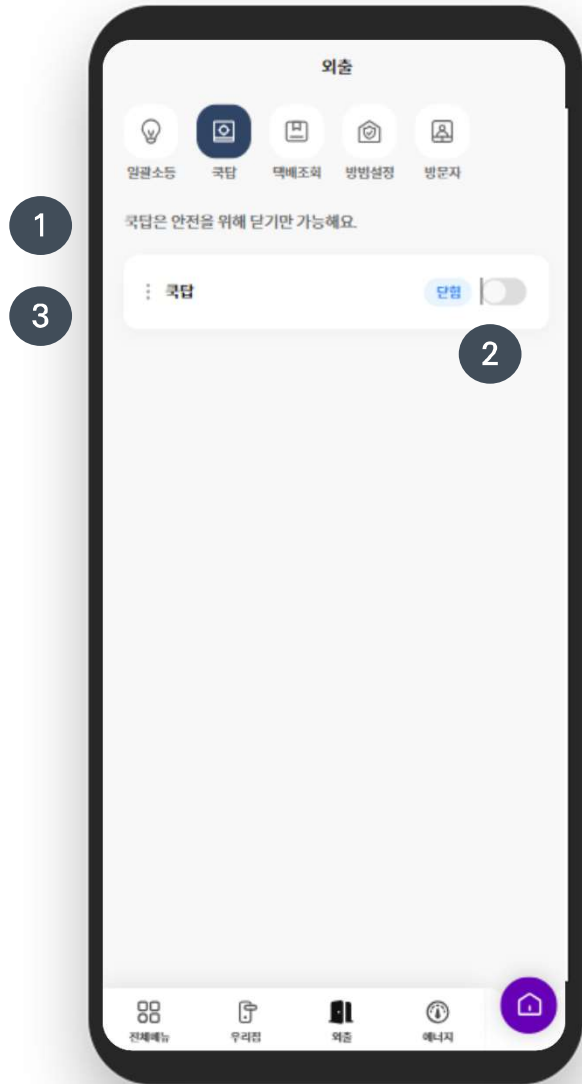 외출
일괄소등 쿡탑 택배조회 방범설정 방문자
1
쿡탑은 안전을 위해 닫기만 가능해요.
쿡탑 닫힘
3
2
전체메뉴 우리집 외출 에너지